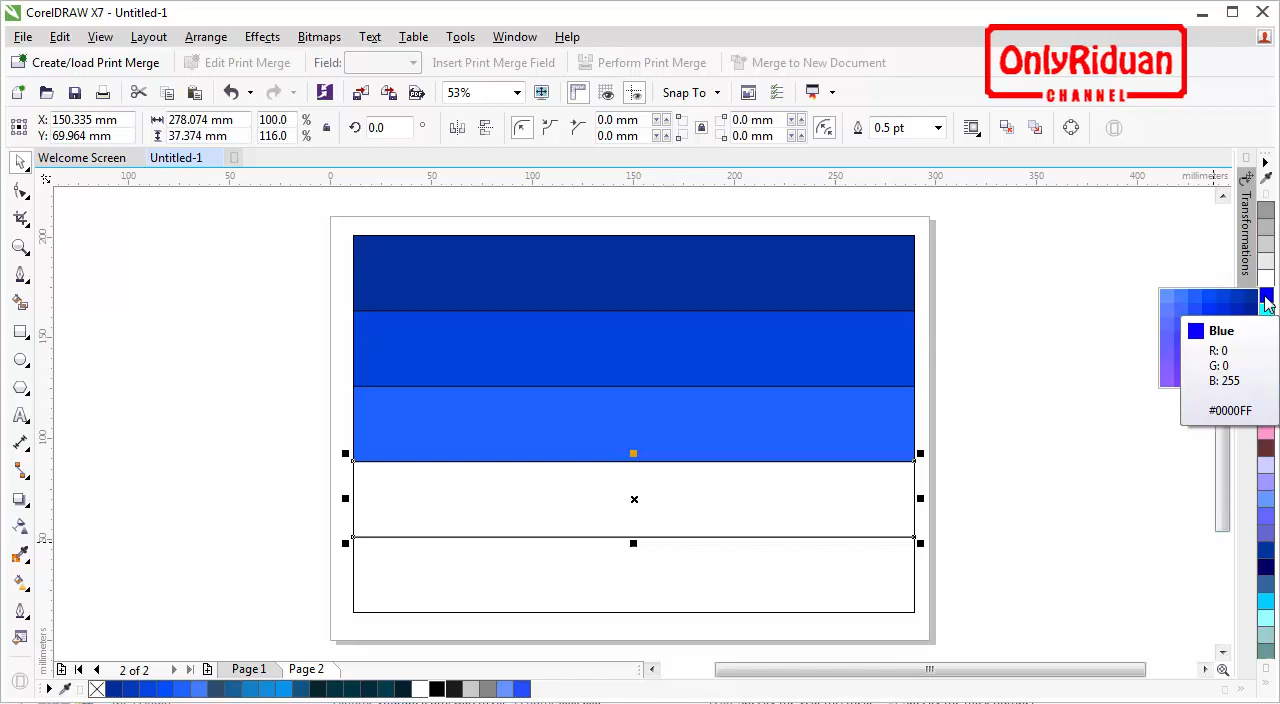 CorelDRAW X7 - Untitled-1
File Edit View Layout Arrange Effects Bitmaps Text Table Tools Window Help
OnlyRiduan
CHANNEL
Create/load Print Merge Edit Print Merge Field: Merge Field Perform Print Merge Merge to New Document
53% Snap To
X: 150.335 mm 278.074 mm 100.0 % 0.0 0.0 mm 0.0 mm 0.5 pt
Y: 69.964 mm 37.374 mm 116.0 % 0.0 mm 0.0 mm
Welcome Screen Untitled-1
100 50 0 50 100 150 200 250 300 350 400 millimeters
Transformations
200
150
100
50
millimeters
Blue
R: 0
G: 0
B: 255
#0000FF
2 of 2 Page 1 Page 2